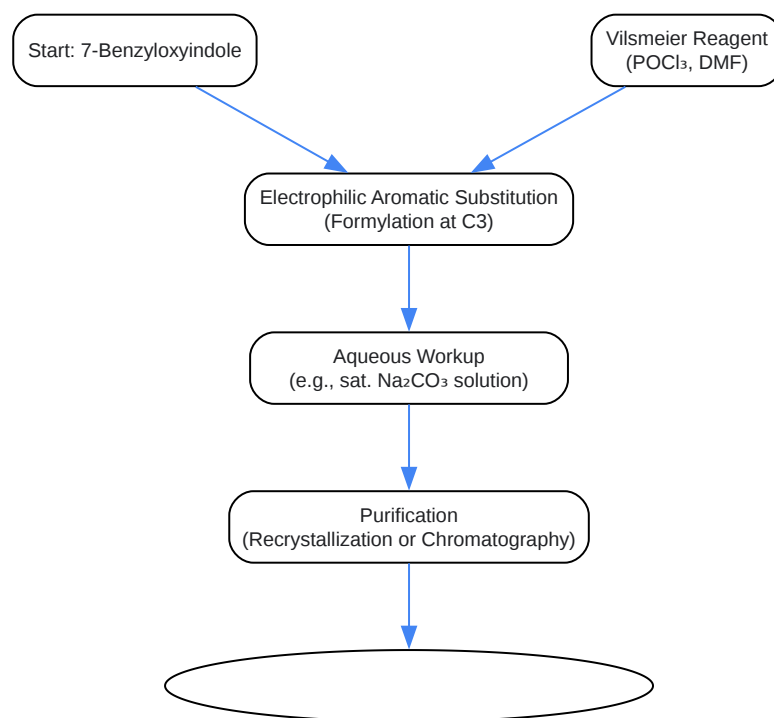 Start: 7-Benzyloxyindole
Vilsmeier Reagent
(POCl₃, DMF)
Electrophilic Aromatic Substitution
(Formylation at C3)
Aqueous Workup
(e.g., sat. Na₂CO₃ solution)
Purification
(Recrystallization or Chromatography)